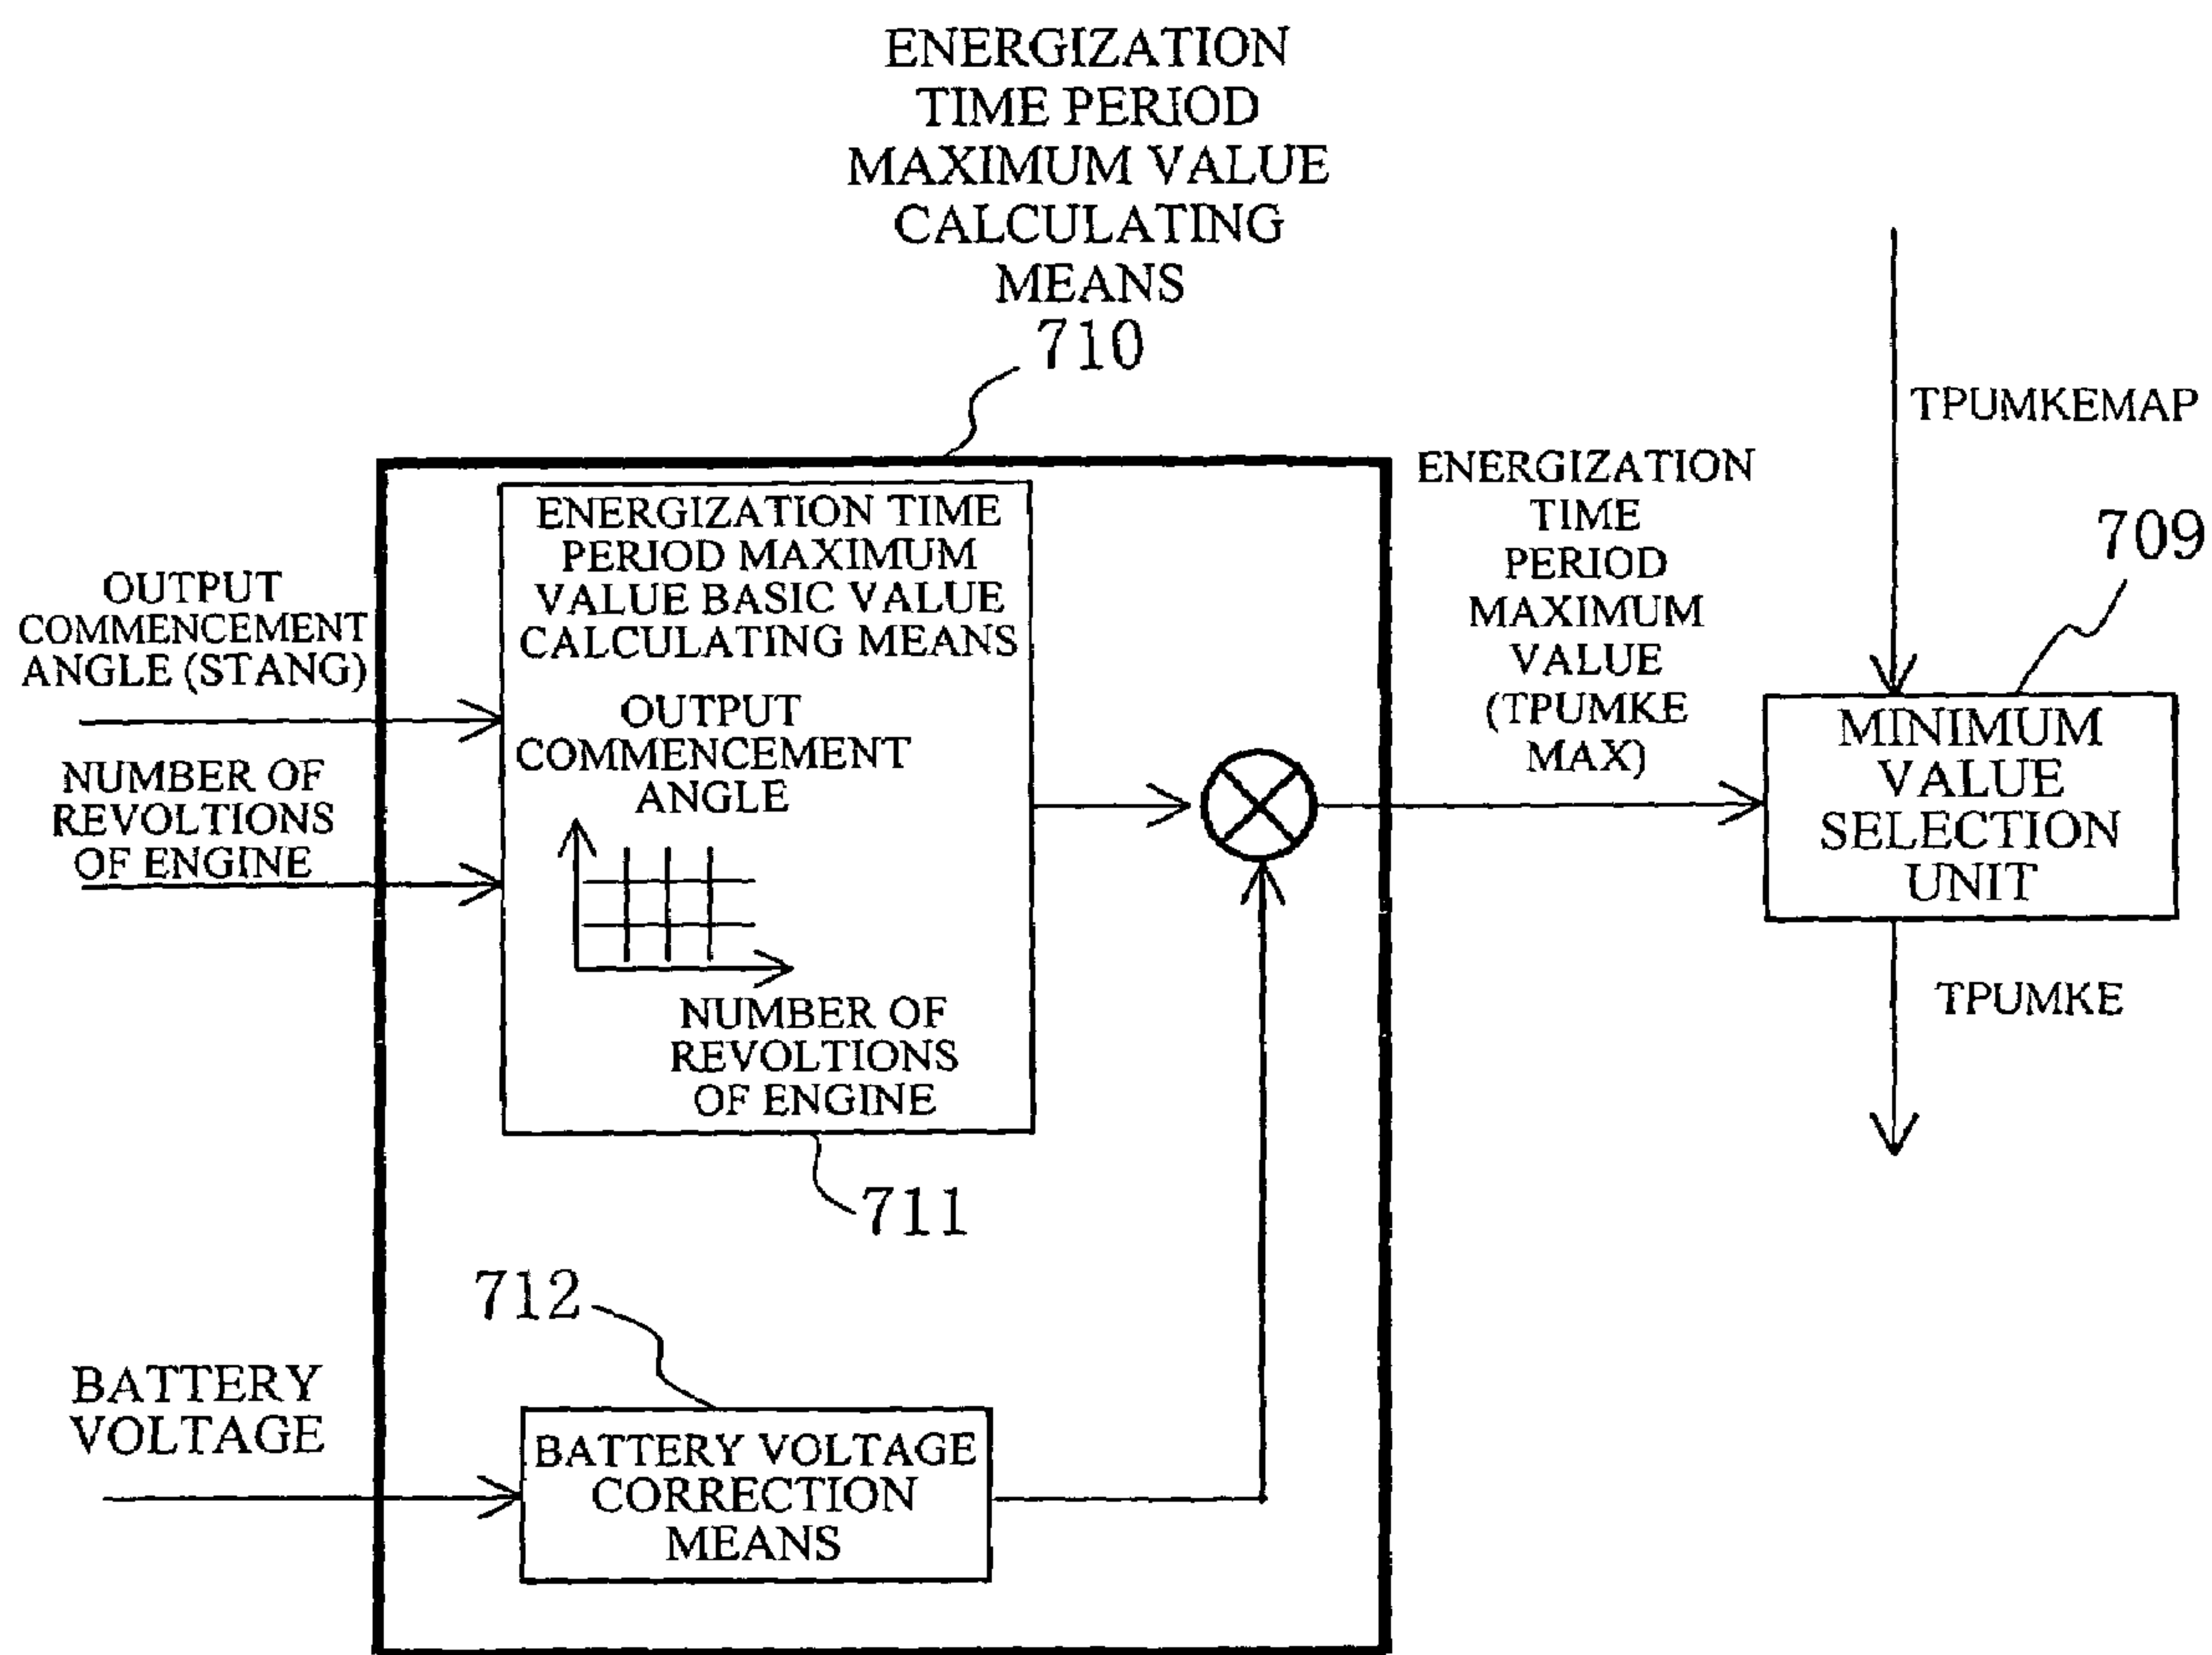 ENERGIZATION
TIME PERIOD
MAXIMUM VALUE
CALCULATING
MEANS
710
TPUMKEMAP
ENERGIZATION
TIME
PERIOD
MAXIMUM
VALUE
(TPUMKE
MAX)
709
ENERGIZATION TIME
PERIOD MAXIMUM
VALUE BASIC VALUE
CALCULATING MEANS
OUTPUT
COMMENCEMENT
ANGLE (STANG)
OUTPUT
COMMENCEMENT
ANGLE
NUMBER OF
REVOLTIONS
OF ENGINE
MINIMUM
VALUE
SELECTION
UNIT
NUMBER OF
REVOLTIONS
OF ENGINE
TPUMKE
711
712
BATTERY
VOLTAGE
BATTERY VOLTAGE
CORRECTION
MEANS